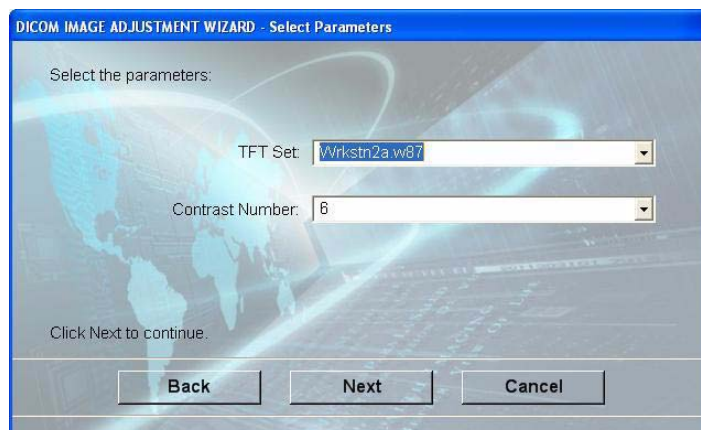 DICOM IMAGE ADJUSTMENT WIZARD - Select Parameters
Select the parameters:
TFT Set: Wrkstn2a.w87
Contrast Number: 6
Click Next to continue.
Back Next Cancel